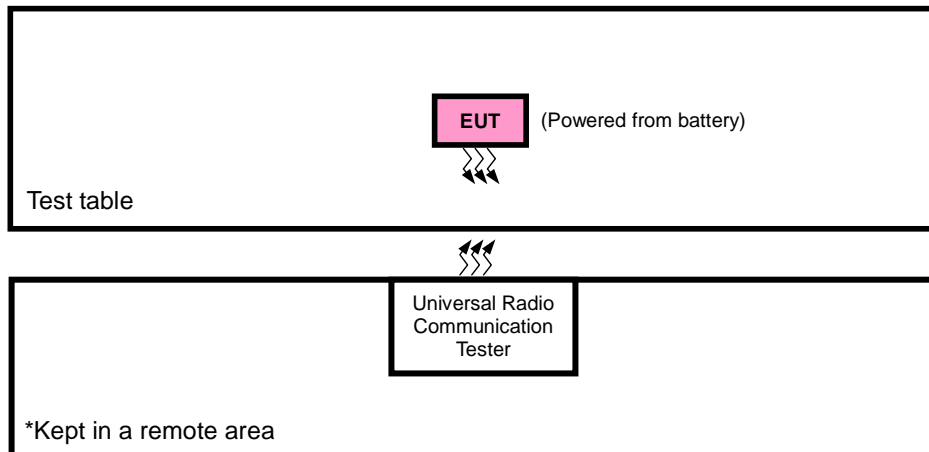 EUT
(Powered from battery)
Test table
Universal Radio
Communication
Tester
*Kept in a remote area